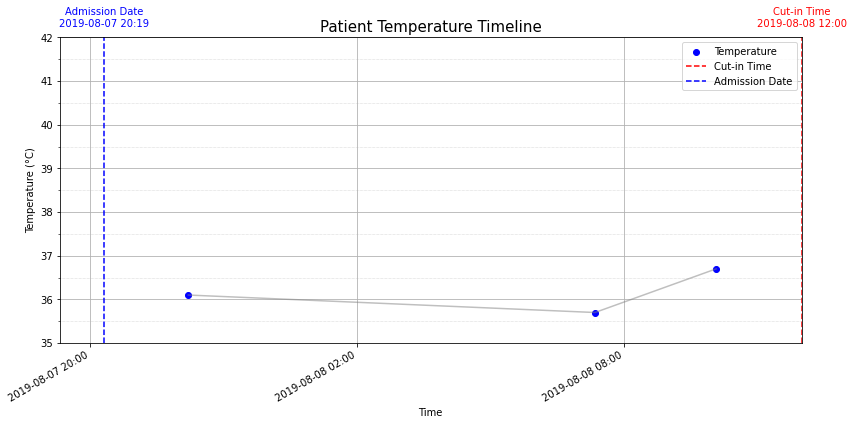 Admission Date
2019-08-07 20:19
Cut-in Time
2019-08-08 12:00
Patient Temperature Timeline
Temperature
Cut-in Time
Admission Date
Temperature (°C)
42
41
40
39
38
37
36
35
2019-08-07 20:00
2019-08-08 02:00
2019-08-08 08:00
Time